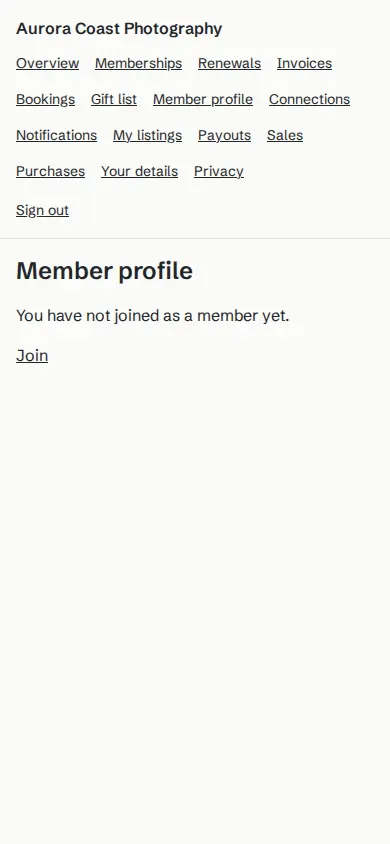 Aurora Coast Photography
Overview Memberships Renewals Invoices
Bookings Gift list Member profile Connections
Notifications My listings Payouts Sales
Purchases Your details Privacy
Sign out
Member profile
You have not joined as a member yet.
Join